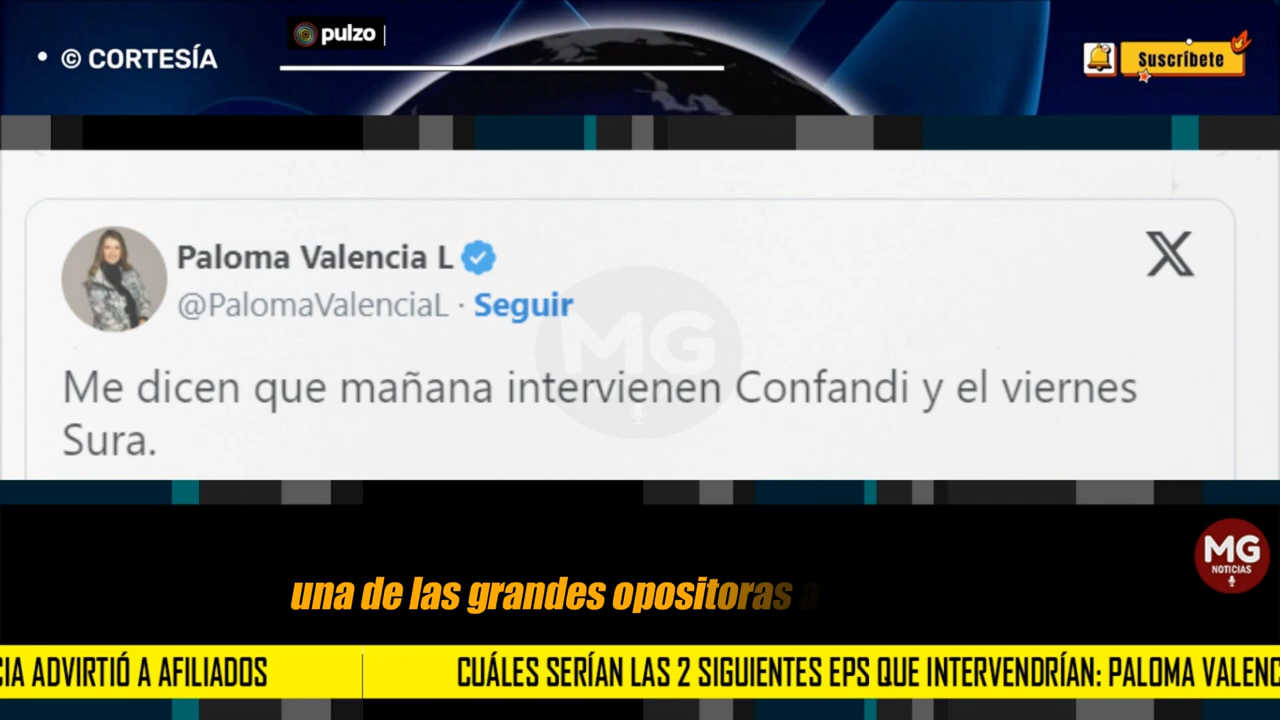 • © CORTESÍA
pulzo
Suscríbete
Paloma Valencia L
@PalomaValenciaL · Seguir
X
MG
Me dicen que mañana intervienen Confandi y el viernes
Sura.
MG
NOTICIAS
una de las grandes opositoras a
CIA ADVIRTIÓ A AFILIADOS
CUÁLES SERÍAN LAS 2 SIGUIENTES EPS QUE INTERVENDRÍAN: PALOMA VALENC